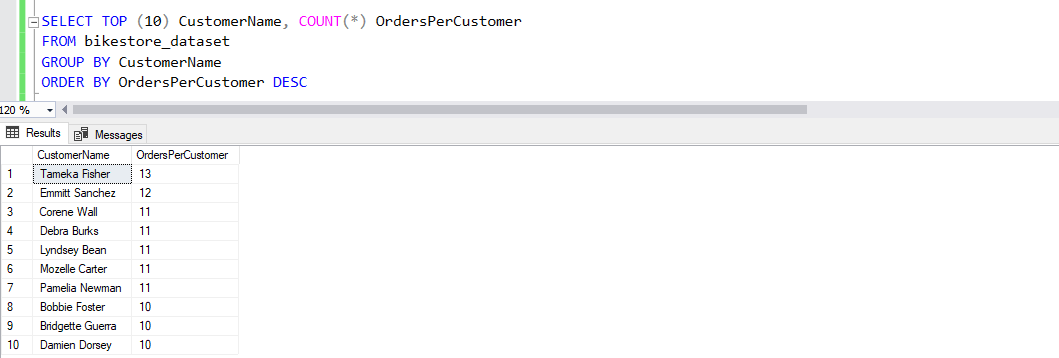 SELECT TOP (10) CustomerName, COUNT(*) OrdersPerCustomer
FROM bikestore_dataset
GROUP BY CustomerName
ORDER BY OrdersPerCustomer DESC
120 %
Results Messages
CustomerName OrdersPerCustomer
1 Tameka Fisher 13
2 Emmitt Sanchez 12
3 Corene Wall 11
4 Debra Burks 11
5 Lyndsey Bean 11
6 Mozelle Carter 11
7 Pamelia Newman 11
8 Bobbie Foster 10
9 Bridgette Guerra 10
10 Damien Dorsey 10